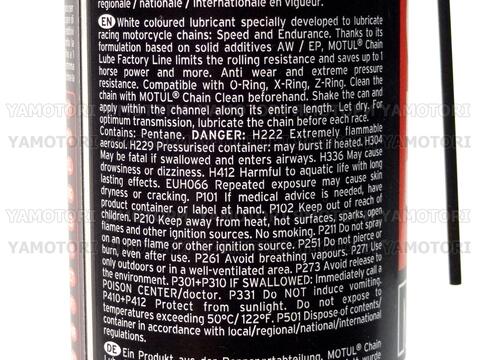 régionale / nationale / internationale en vigueur.
EN White coloured lubricant specially developed to lubricate
racing motorcycle chains: Speed and Endurance. Thanks to its
formulation based on solid additives AW / EP, MOTUL® Chain
Lube Factory Line limits the rolling resistance and saves up to 1
horse power and more. Anti wear and extreme pressure
resistance. Compatible with O-Ring, X-Ring, Z-Ring. Clean the
chain with MOTUL® Chain Clean beforehand. Shake the can and
apply within the channel along its entire length. Let dry. For
optimum transmission, lubricate the chain before each race.
Contains: Pentane. DANGER: H222 Extremely flammable
aerosol. H229 Pressurised container: may burst if heated. H304
May be fatal if swallowed and enters airways. H336 May cause
drowsiness or dizziness. H412 Harmful to aquatic life with long
lasting effects. EUH066 Repeated exposure may cause skin
dryness or cracking. P101 If medical advice is needed, have
product container or label at hand. P102 Keep out of reach of
children. P210 Keep away from heat, hot surfaces, sparks, open
flames and other ignition sources. No smoking. P211 Do not spray
on an open flame or other ignition source. P251 Do not pierce or
burn, even after use. P261 Avoid breathing vapours. P271 Use
only outdoors or in a well-ventilated area. P273 Avoid release to
the environment. P301+P310 IF SWALLOWED: Immediately call a
POISON CENTER/doctor. P331 Do NOT induce vomiting.
P410+P412 Protect from sunlight. Do not expose to
temperatures exceeding 50°C/ 122°F. P501 Dispose of contents/
container in accordance with local/regional/national/international
regulations.
DE Ein Produkt aus der Rennsportabteilung. MOTUL® Chain
YAMOTORI YAMOTORI YAMOTORI YAMOTORI
YAMOTORI YAMOTORI YAMOTORI YAMOTORI
YAMOTORI YAMOTORI YAMOTORI YAMOTORI